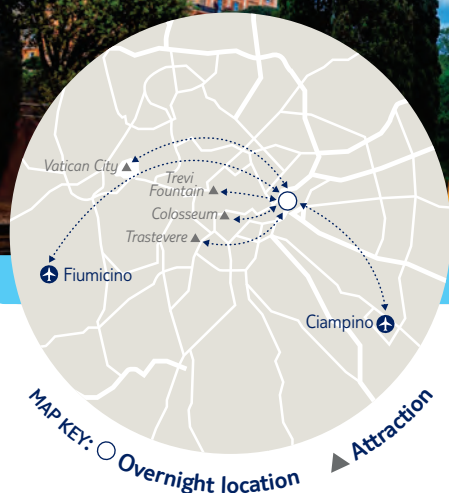 Vatican City
Trevi
Fountain
Colosseum
Trastevere
Fiumicino
Ciampino
MAP KEY: Overnight location Attraction